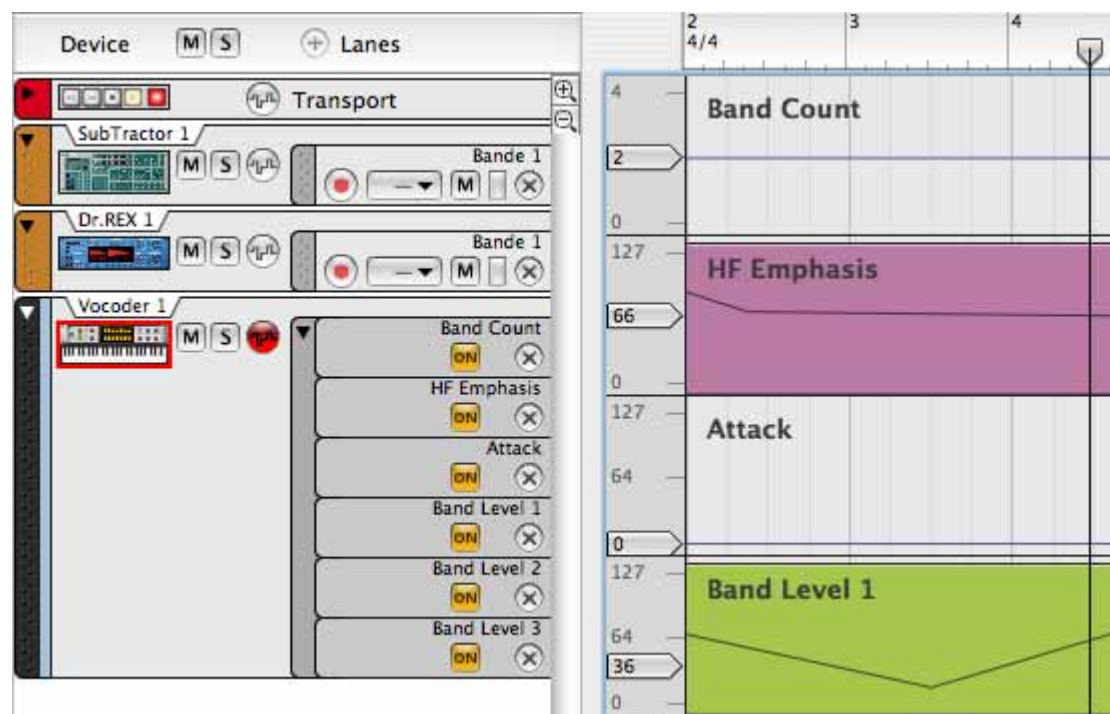 Device M S + Lanes
2 3 4
4/4
Transport
SubTractor 1
M S
Bande 1
M
Dr.REX 1
M S
Bande 1
M
Vocoder 1
M S
Band Count
ON
HF Emphasis
ON
Attack
ON
Band Level 1
ON
Band Level 2
ON
Band Level 3
ON
4
Band Count
2
0
127
HF Emphasis
66
0
127
Attack
64
0
127
Band Level 1
64
36
0